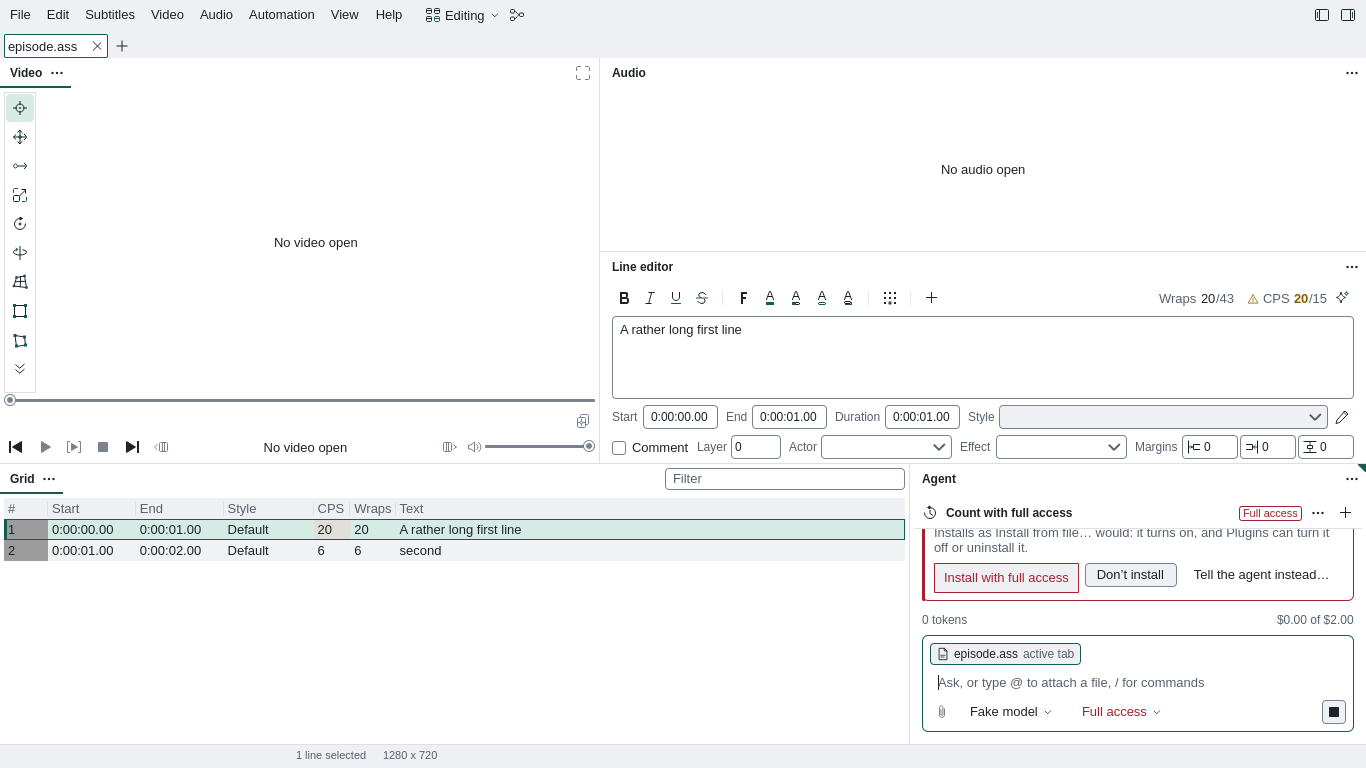 File Edit Subtitles Video Audio Automation View Help Editing
episode.ass
Video
No video open
No video open
Audio
No audio open
Line editor
Wraps 20/43 CPS 20/15
A rather long first line
Start 0:00:00.00 End 0:00:01.00 Duration 0:00:01.00 Style
Comment Layer 0 Actor Effect Margins 0 0 0
Grid
Filter
# Start End Style CPS Wraps Text
1 0:00:00.00 0:00:01.00 Default 20 20 A rather long first line
2 0:00:01.00 0:00:02.00 Default 6 6 second
Agent
Count with full access Full access
Installs as Install from file… would: it turns on, and Plugins can turn it
off or uninstall it.
Install with full access Don't install Tell the agent instead…
0 tokens $0.00 of $2.00
episode.ass active tab
Ask, or type @ to attach a file, / for commands
Fake model Full access
1 line selected 1280 x 720